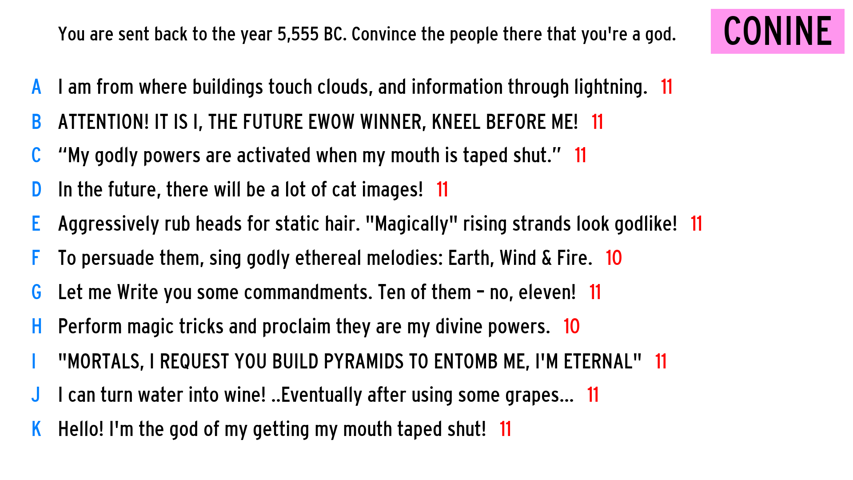 You are sent back to the year 5,555 BC. Convince the people there that you're a god.
CONINE
A I am from where buildings touch clouds, and information through lightning. 11
B ATTENTION! IT IS I, THE FUTURE EWOW WINNER, KNEEL BEFORE ME! 11
C “My godly powers are activated when my mouth is taped shut.” 11
D In the future, there will be a lot of cat images! 11
E Aggressively rub heads for static hair. "Magically" rising strands look godlike! 11
F To persuade them, sing godly ethereal melodies: Earth, Wind & Fire. 10
G Let me Write you some commandments. Ten of them – no, eleven! 11
H Perform magic tricks and proclaim they are my divine powers. 10
I "MORTALS, I REQUEST YOU BUILD PYRAMIDS TO ENTOMB ME, I'M ETERNAL" 11
J I can turn water into wine! ..Eventually after using some grapes... 11
K Hello! I'm the god of my getting my mouth taped shut! 11